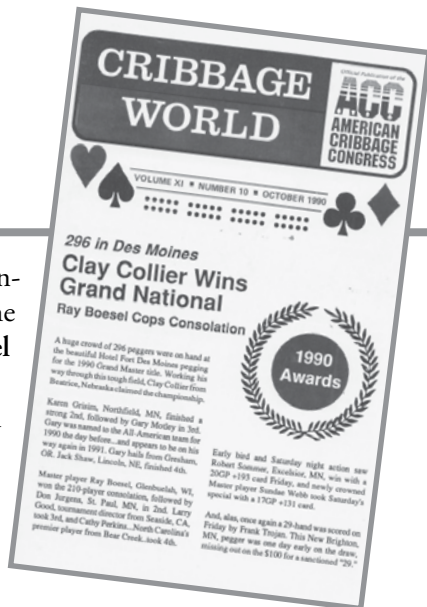 n-
ne
el
CRIBBAGE
WORLD
Official Publication of the
ACC
AMERICAN
CRIBBAGE
CONGRESS
VOLUME XI ■ NUMBER 10 ■ OCTOBER 1990
296 in Des Moines
Clay Collier Wins
Grand National
Ray Boesel Cops Consolation
A huge crowd of 296 peggers were on hand at
the beautiful Hotel Fort Des Moines pegging
for the 1990 Grand Master title. Working his
way through this tough field, Clay Collier from
Beatrice, Nebraska claimed the championship.
Karen Grinim, Northfield, MN, finished a
strong 2nd, followed by Gary Motley in 3rd.
Gary was named to the All-American team for
1990 the day before...and appears to be on his
way again in 1991. Gary hails from Gresham,
OR. Jack Shaw, Lincoln, NE, finished 4th.
Master player Ray Boesel, Glenbuelah, WI,
won the 210-player consolation, followed by
Don Jurgens, St. Paul, MN, in 2nd. Larry
Good, tournament director from Seaside, CA,
took 3rd, and Cathy Perkins...North Carolina's
premier player from Bear Creek...took 4th.
1990
Awards
Early bird and Saturday night action saw
Robert Sommer, Excelsior, MN, win with a
20GP +193 card Friday, and newly crowned
Master player Sundae Webb took Saturday's
special with a 17GP +131 card.
And, alas, once again a 29-hand was scored on
Friday by Frank Trojan. This New Brighton,
MN, pegger was one day early on the draw,
missing out on the $100 for a sanctioned "29."